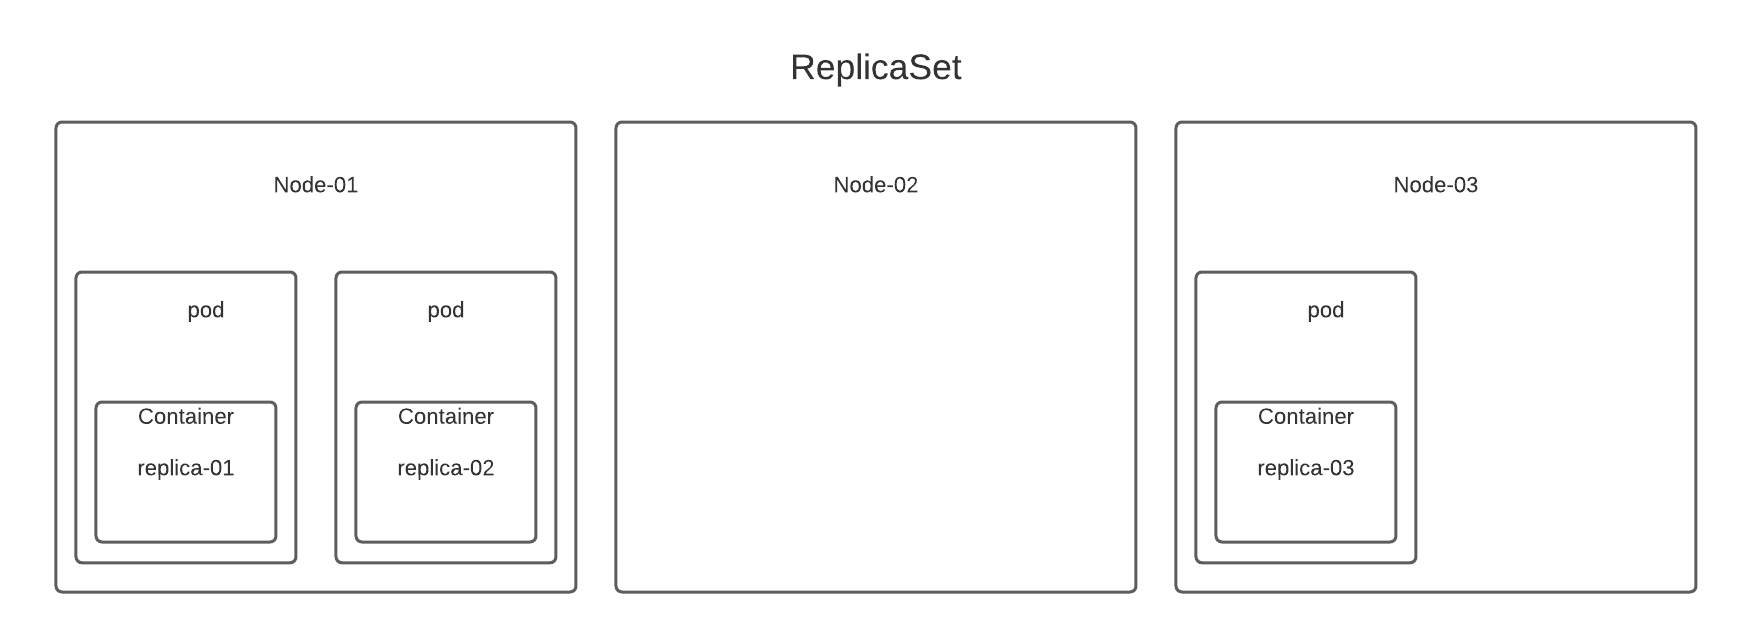 ReplicaSet
Node-01
Node-02
Node-03
pod
pod
pod
Container
Container
Container
replica-01
replica-02
replica-03